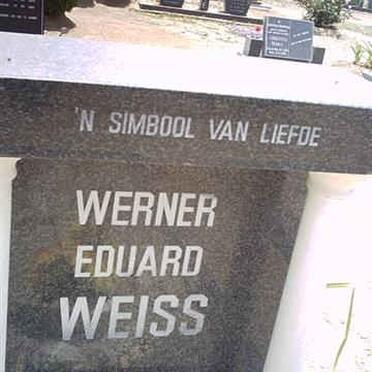 'N SIMBOOL VAN LIEFDE
WERNER
EDUARD
WEISS